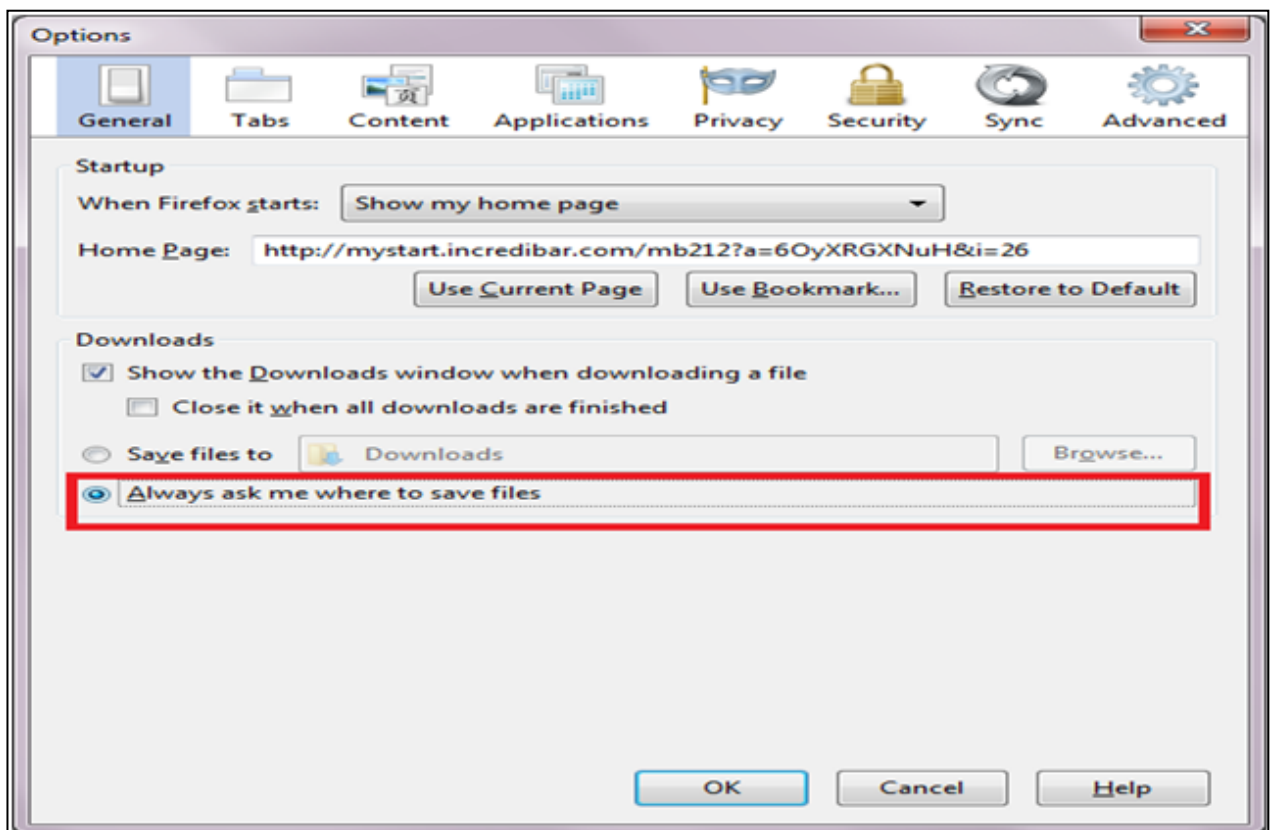 Options
General Tabs Content Applications Privacy Security Sync Advanced
Startup
When Firefox starts: Show my home page
Home Page: http://mystart.incredibar.com/mb212?a=6OyXRGXNuH&i=26
Use Current Page Use Bookmark... Restore to Default
Downloads
Show the Downloads window when downloading a file
Close it when all downloads are finished
Save files to Downloads Browse...
Always ask me where to save files
OK Cancel Help